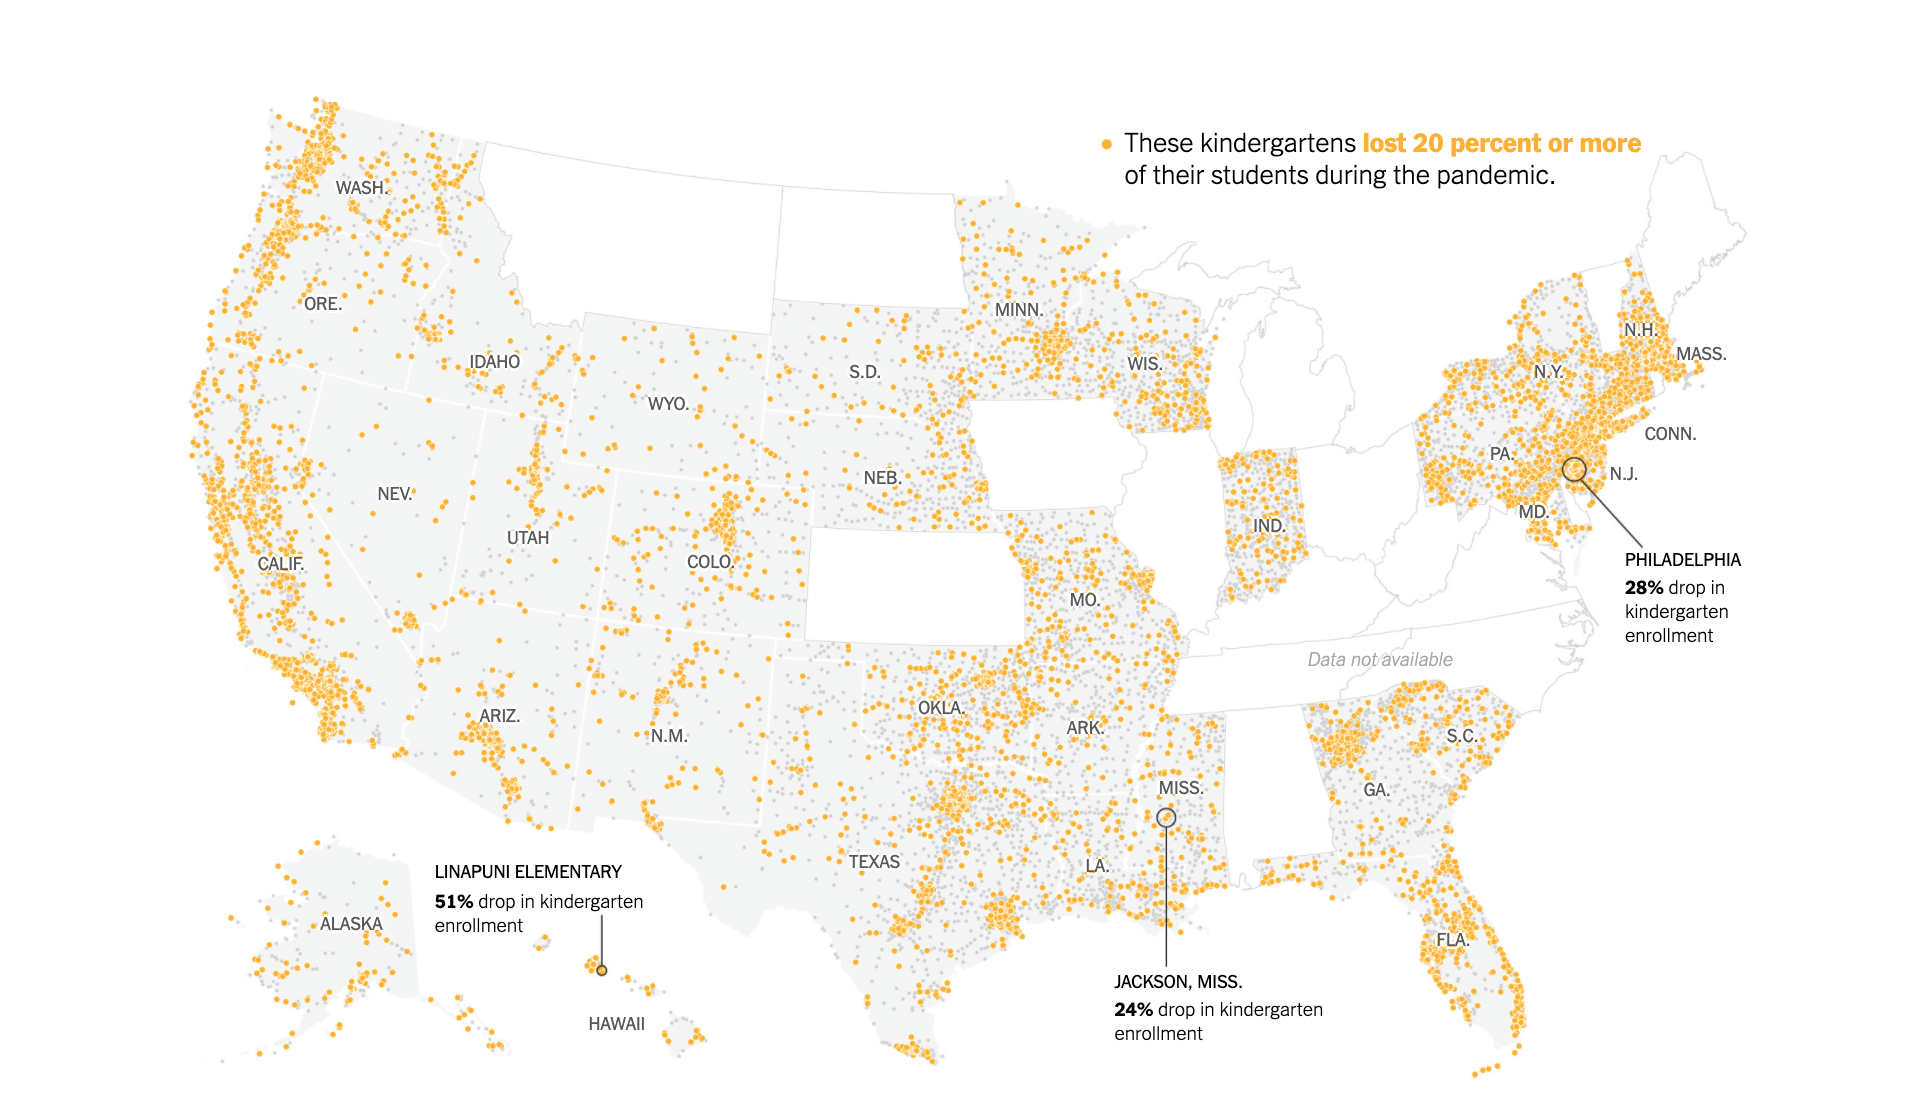 These kindergartens lost 20 percent or more
of their students during the pandemic.
WASH.
ORE.
IDAHO
MINN.
WIS.
S.D.
WYO.
NEB.
NEV.
UTAH
COLO.
CALIF.
ARIZ.
N.M.
OKLA.
ARK.
MO.
IND.
N.H.
MASS.
N.Y.
CONN.
PA.
N.J.
MD.
PHILADELPHIA
28% drop in
kindergarten
enrollment
Data not available
S.C.
GA.
MISS.
LA.
TEXAS
FLA.
LINAPUNI ELEMENTARY
51% drop in kindergarten
enrollment
ALASKA
HAWAII
JACKSON, MISS.
24% drop in kindergarten
enrollment